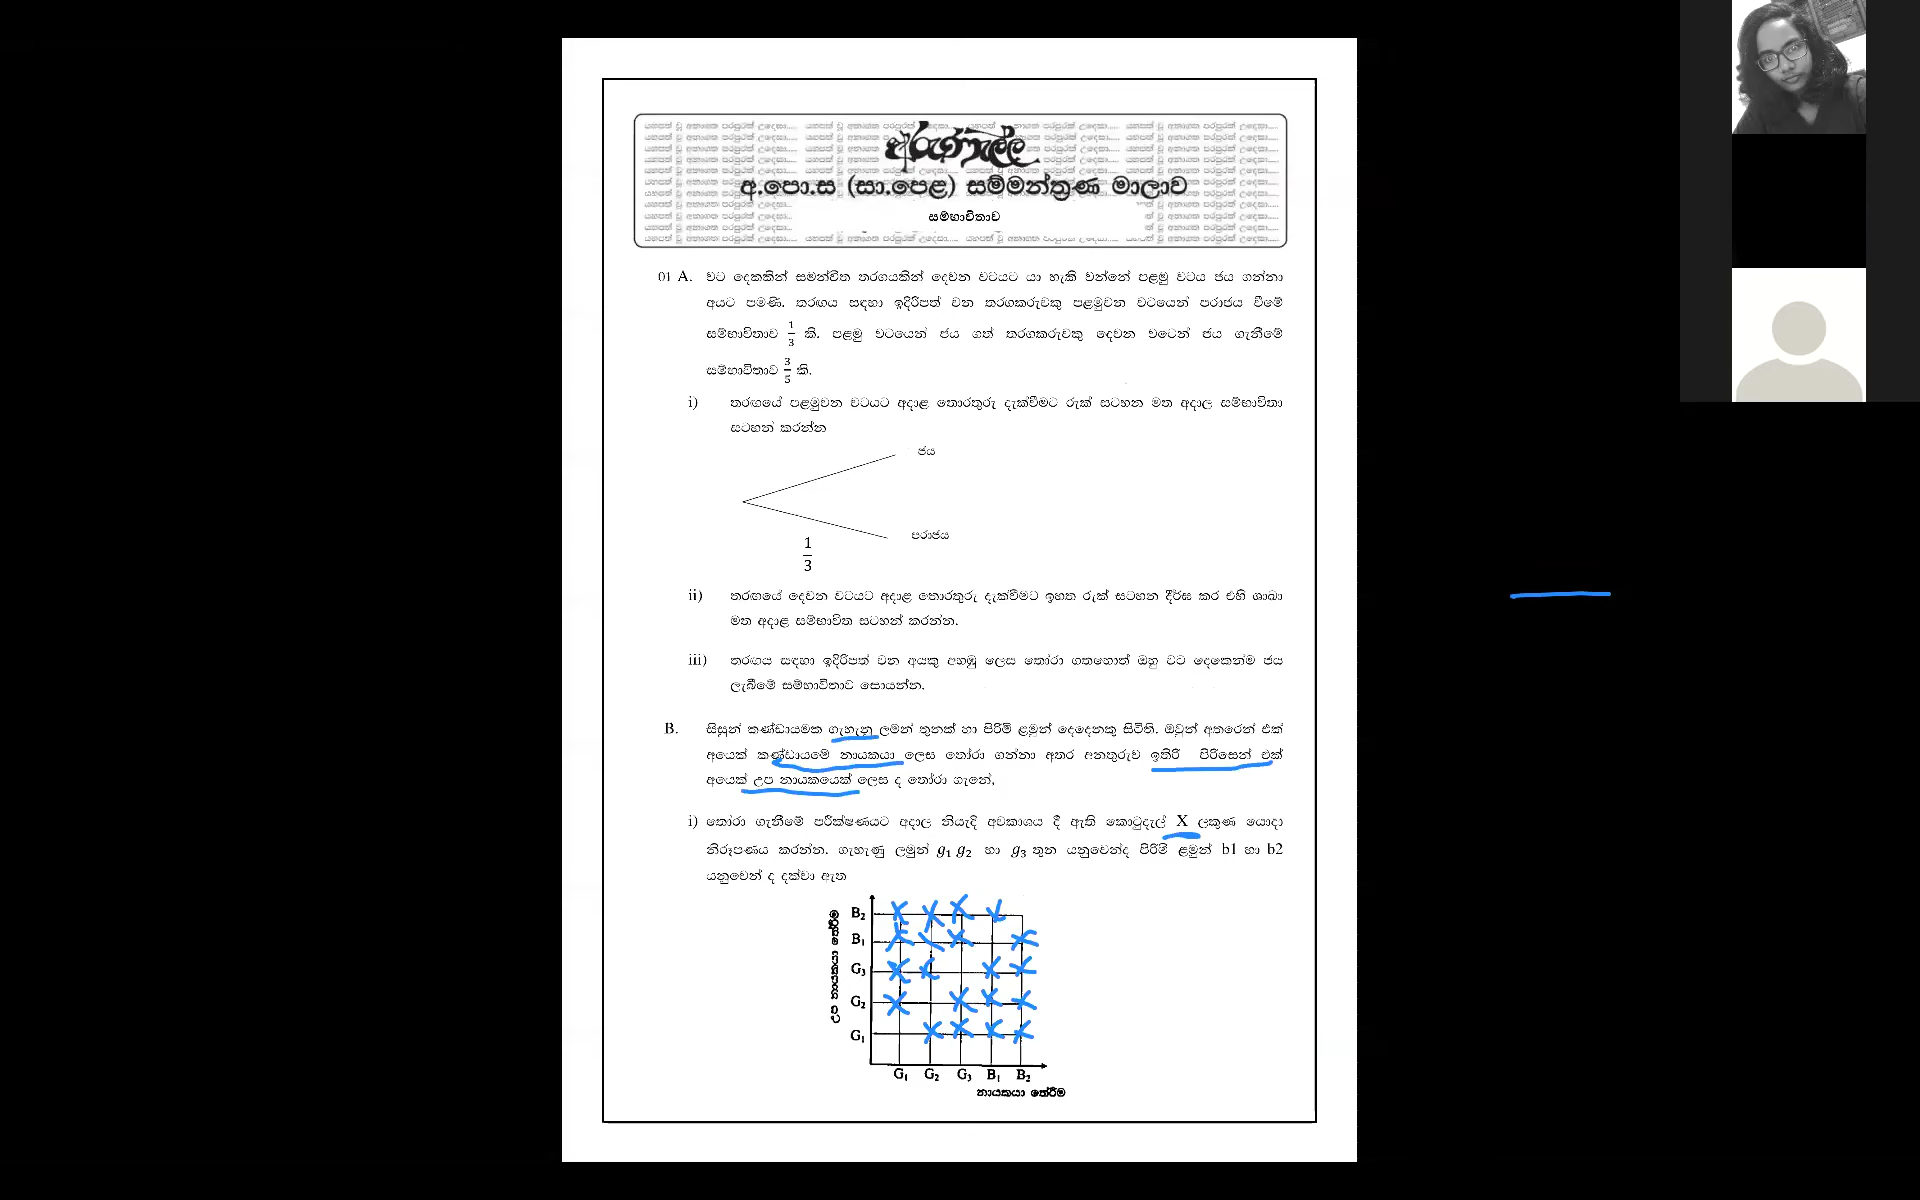 අරුණැල්ල
අ.පො.ස (සා.පෙළ) සම්මන්ත්‍රණ මාලාව
සම්භාවිතාව
01 A. වට දෙකකින් සමන්විත තරගයකින් දෙවන වටයට යා හැකි වන්නේ පළමු වටය ජය ගන්නා
අයට පමණි. තරඟය සඳහා ඉදිරිපත් වන තරගකරුවකු පළමුවන වටයෙන් පරාජය වීමේ
සම්භාවිතාව 1/3 කි. පළමු වටයෙන් ජය ගත් තරගකරුවකු දෙවන වටෙන් ජය ගැනීමේ
සම්භාවිතාව 3/5 කි.
i) තරඟයේ පළමුවන වටයට අදාළ තොරතුරු දැක්වීමට රුක් සටහන මත අදාල සම්භාවිතා
සටහන් කරන්න
ජය
පරාජය
1/3
ii) තරඟයේ දෙවන වටයට අදාළ තොරතුරු දැක්වීමට ඉහත රුක් සටහන දීර්ඝ කර එහි ශාඛා
මත අදාළ සම්භාවිත සටහන් කරන්න.
iii) තරඟය සඳහා ඉදිරිපත් වන අයකු අහඹු ලෙස තෝරා ගතහොත් ඔහු වට දෙකෙන්ම ජය
ලැබීමේ සම්භාවිතාව සොයන්න.
B. සිසුන් කණ්ඩායමක ගැහැනු ලමන් තුනක් හා පිරිමි ළමුන් දෙදෙනකු සිටිති. ඔවුන් අතරෙන් එක්
අයෙක් කණ්ඩායමේ නායකයා ලෙස තෝරා ගන්නා අතර අනතුරුව ඉතිරි පිරිසෙන් එක්
අයෙක් උප නායකයෙක් ලෙස ද තෝරා ගැනේ,
i) තෝරා ගැනීමේ පරීක්ෂණයට අදාල නියැදි අවකාශය දී ඇති කොටුදැල් X ලකුණ යොදා
නිරූපණය කරන්න. ගැහැණු ලමුන් g₁ g₂ හා g₃ තුන යනුවෙන්ද පිරිමි ළමුන් b1 හා b2
යනුවෙන් ද දක්වා ඇත
උප නායකයා තේරීම
B₂
B₁
G₃
G₂
G₁
G₁ G₂ G₃ B₁ B₂
නායකයා තේරීම